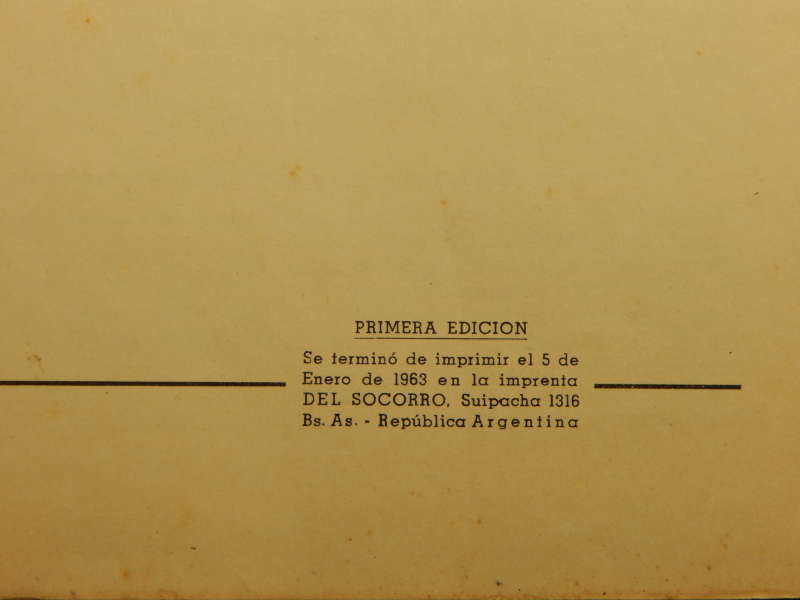 PRIMERA EDICION
Se terminó de imprimir el 5 de
Enero de 1963 en la imprenta
DEL SOCORRO, Suipacha 1316
Bs. As. - República Argentina